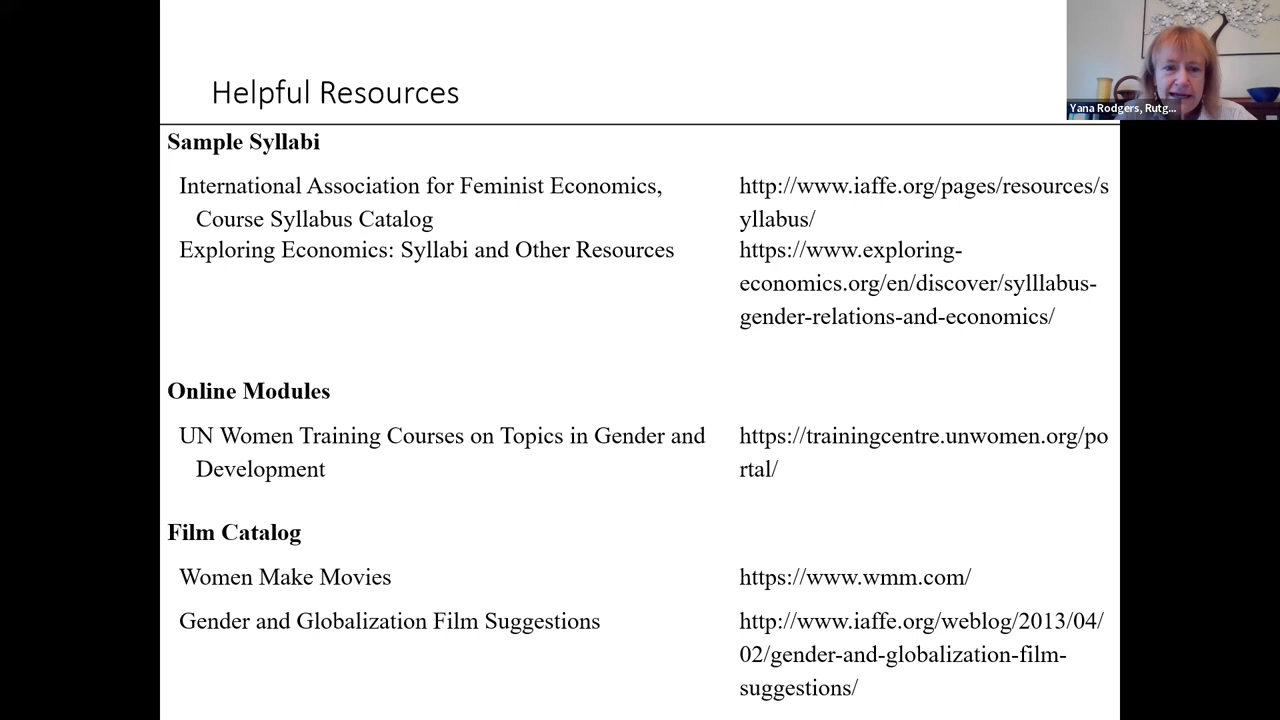 Helpful Resources
Yana Rodgers, Rutg...
Sample Syllabi
International Association for Feminist Economics,
Course Syllabus Catalog
http://www.iaffe.org/pages/resources/s
yllabus/
Exploring Economics: Syllabi and Other Resources
https://www.exploring-
economics.org/en/discover/sylllabus-
gender-relations-and-economics/
Online Modules
UN Women Training Courses on Topics in Gender and
Development
https://trainingcentre.unwomen.org/po
rtal/
Film Catalog
Women Make Movies
https://www.wmm.com/
Gender and Globalization Film Suggestions
http://www.iaffe.org/weblog/2013/04/
02/gender-and-globalization-film-
suggestions/